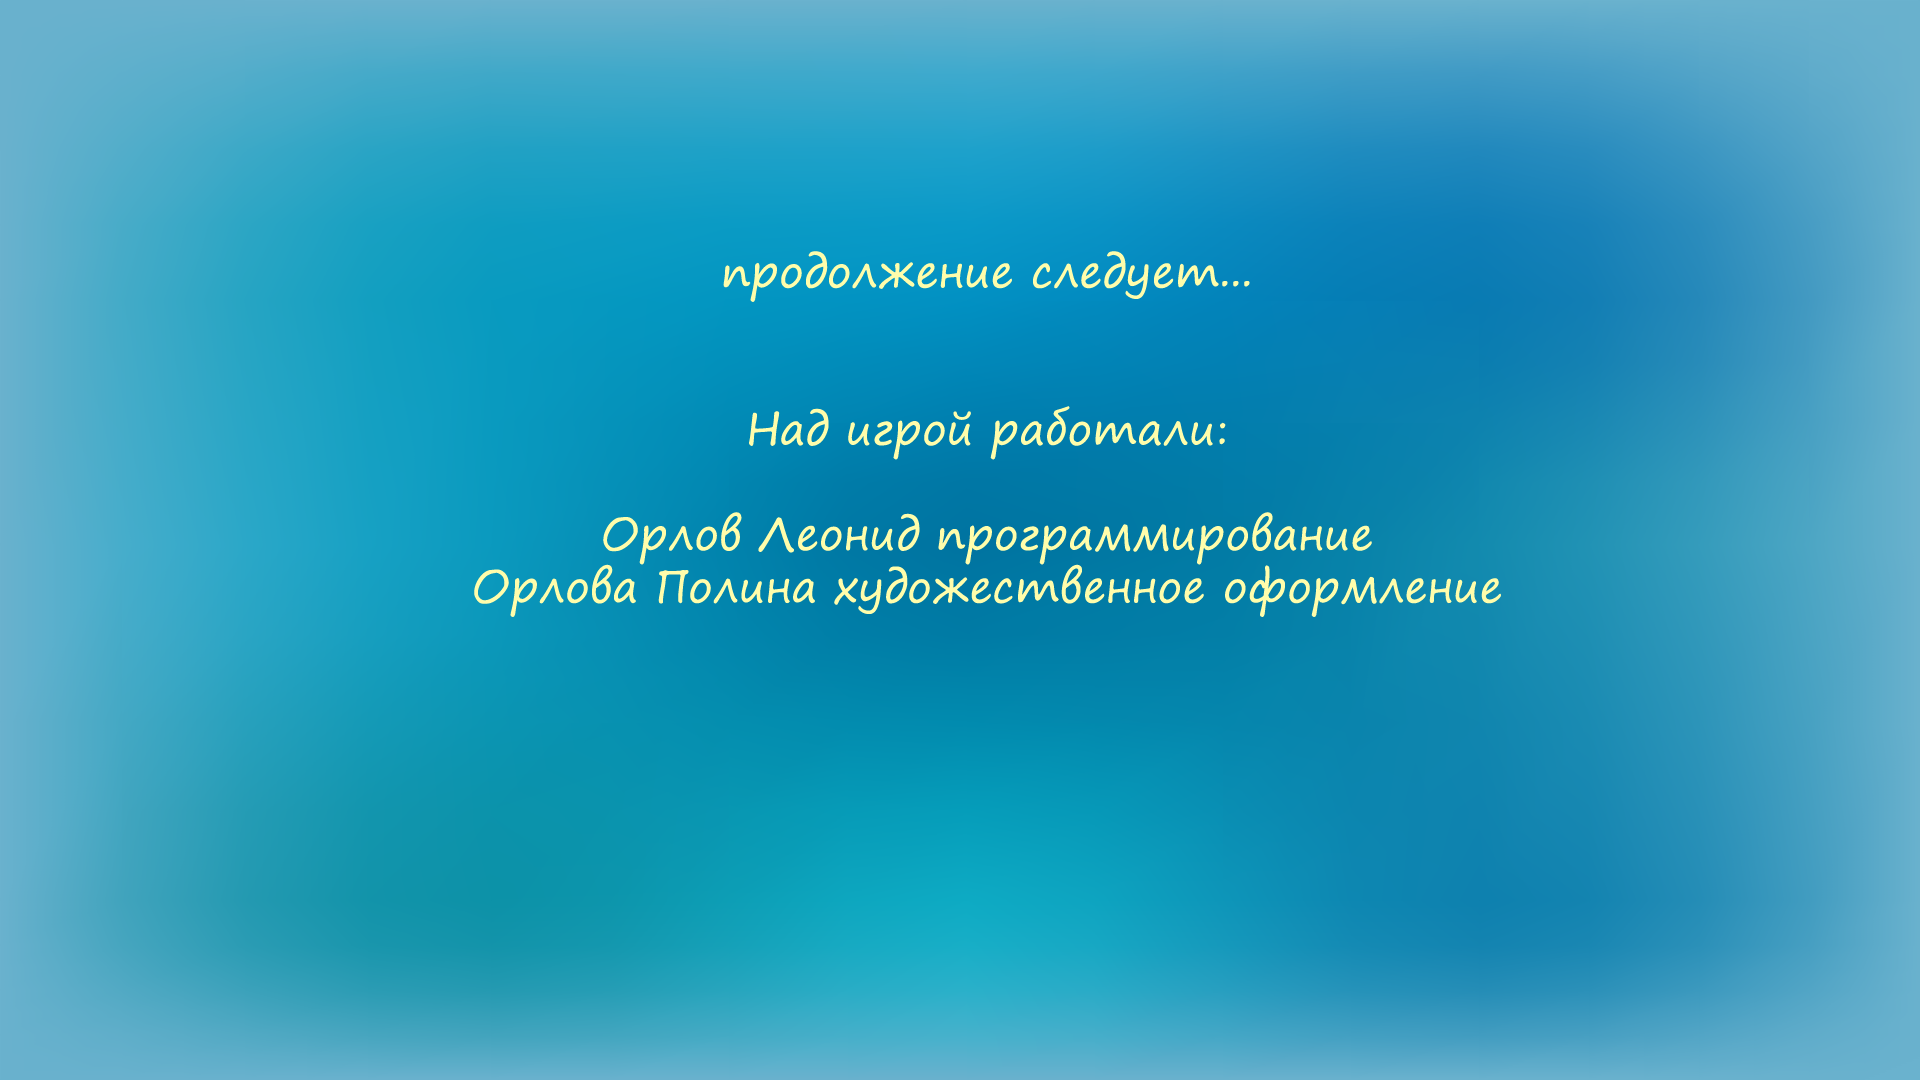 продолжение следует...
Над игрой работали:
Орлов Леонид программирование
Орлова Полина художественное оформление